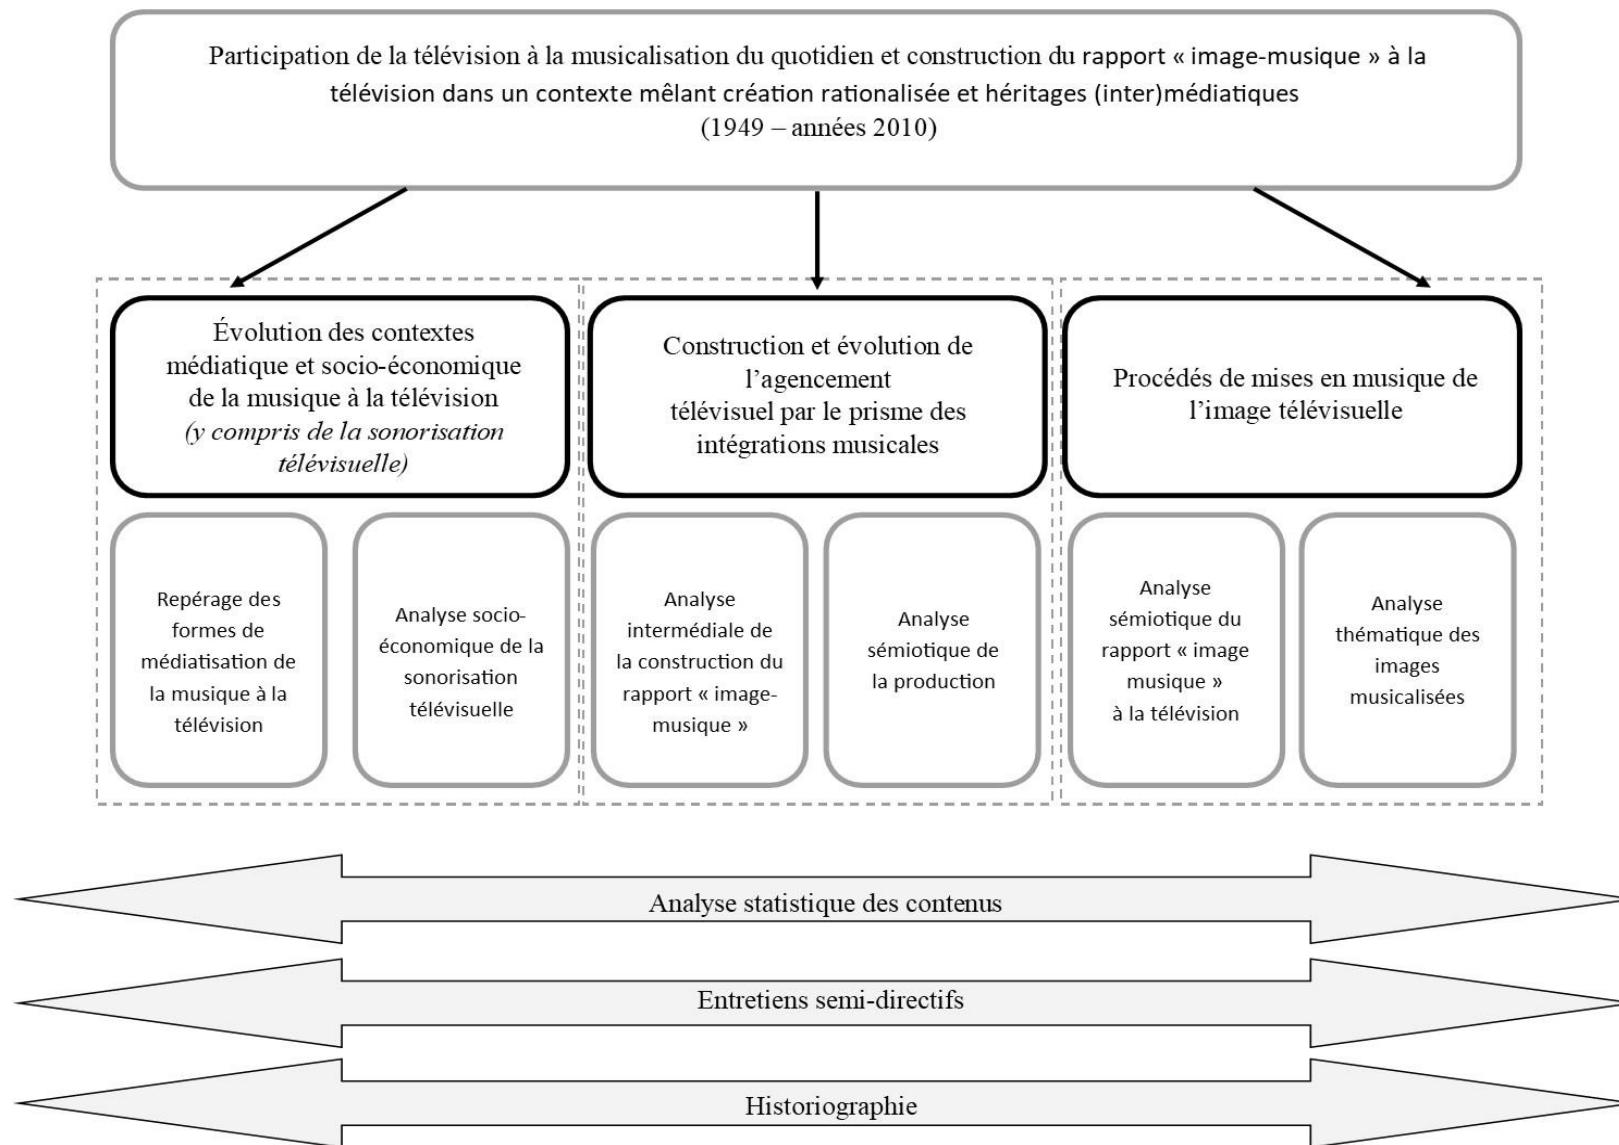 Participation de la télévision à la musicalisation du quotidien et construction du rapport « image-musique » à la
télévision dans un contexte mêlant création rationalisée et héritages (inter)médiatiques
(1949 – années 2010)
Évolution des contextes
médiatique et socio-économique
de la musique à la télévision
(y compris de la sonorisation
télévisuelle)
Construction et évolution de
l’agencement
télévisuel par le prisme des
intégrations musicales
Procédés de mises en musique de
l’image télévisuelle
Repérage des
formes de
médiatisation de
la musique à la
télévision
Analyse socio-
économique de la
sonorisation
télévisuelle
Analyse
intermédiale de
la construction du
rapport « image-
musique »
Analyse
sémiotique de
la production
Analyse
sémiotique du
rapport « image
musique »
à la télévision
Analyse
thématique des
images
musicalisées
Analyse statistique des contenus
Entretiens semi-directifs
Historiographie